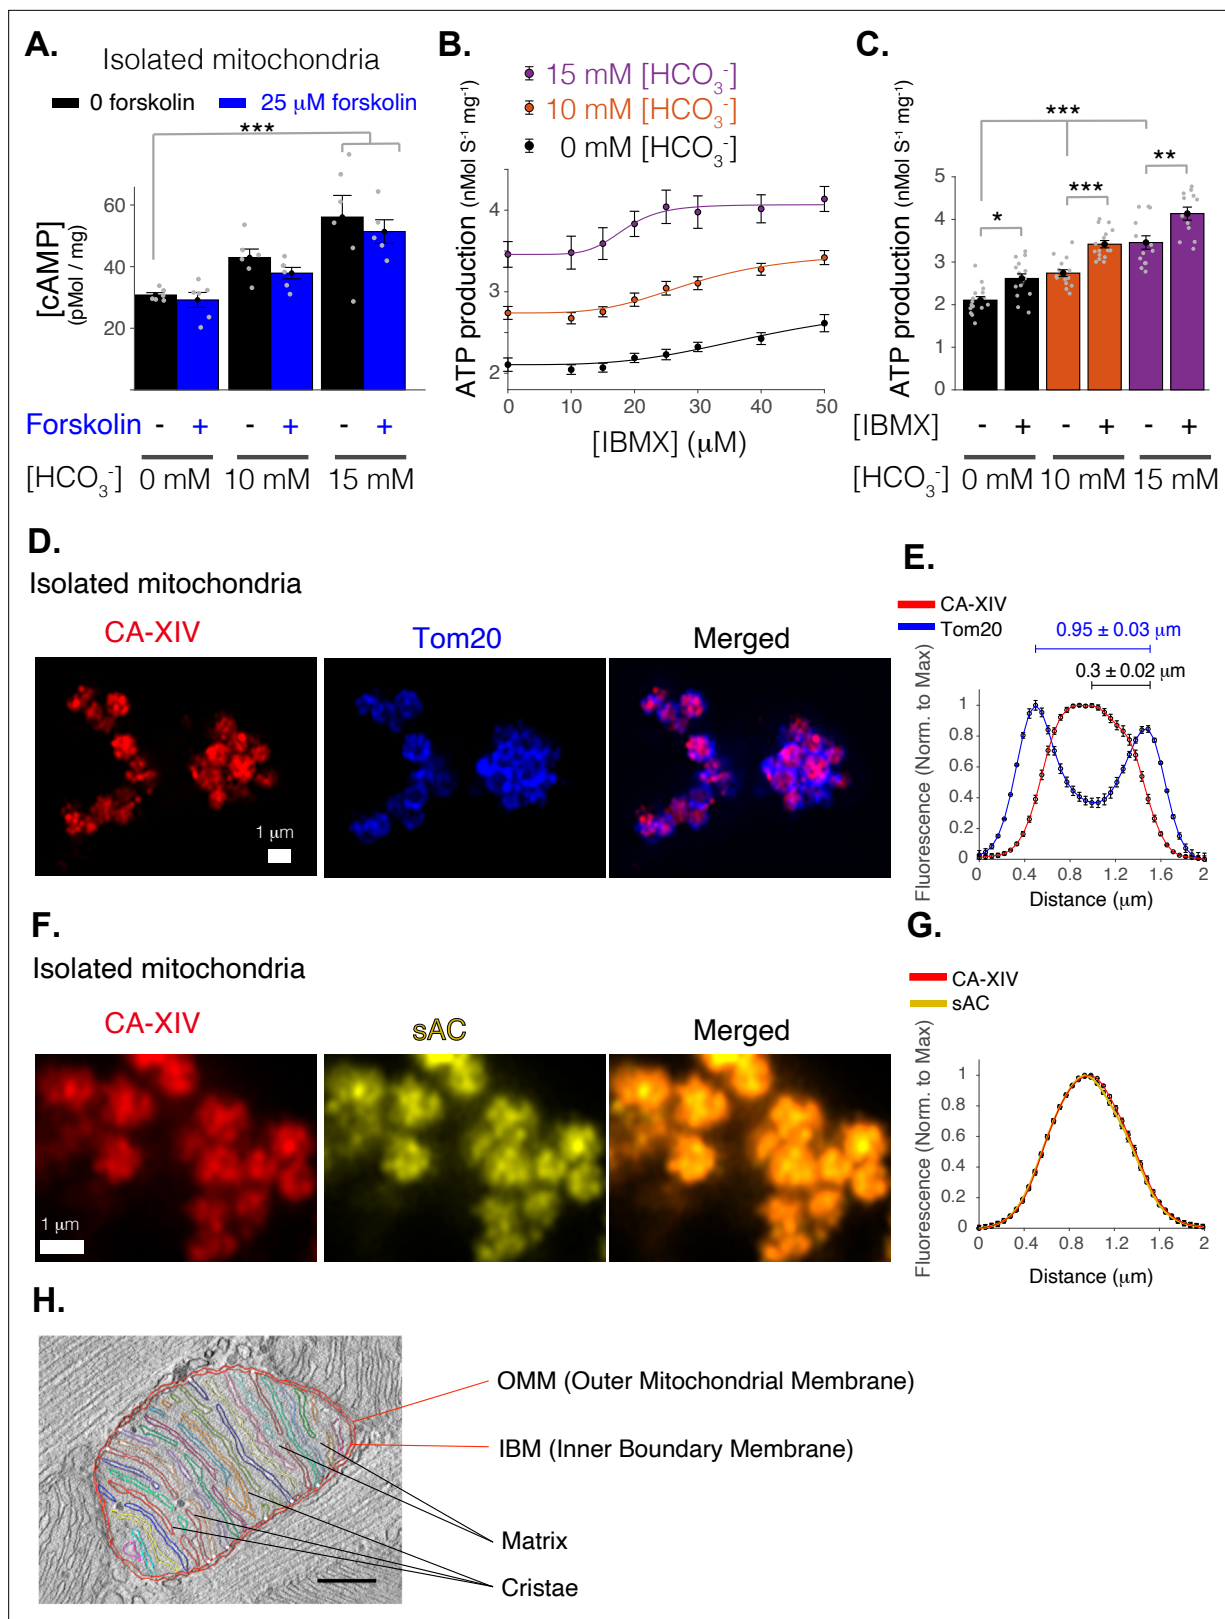 A.
Isolated mitochondria
0 forskolin 25 μM forskolin
***
[cAMP]
(pMol / mg)
60
40
20
Forskolin - + - + - +
[HCO3-] 0 mM 10 mM 15 mM
B.
15 mM [HCO3-]
10 mM [HCO3-]
0 mM [HCO3-]
ATP production (nMol S-1 mg-1)
4
3
2
0 10 20 30 40 50
[IBMX] (μM)
C.
***
**
***
*
ATP production (nMol S-1 mg-1)
5
4
3
2
1
0
[IBMX] - + - + - +
[HCO3-] 0 mM 10 mM 15 mM
D.
Isolated mitochondria
CA-XIV Tom20 Merged
1 μm
E.
CA-XIV
Tom20
0.95 ± 0.03 μm
0.3 ± 0.02 μm
Fluorescence (Norm. to Max)
1
0.8
0.6
0.4
0.2
0
0 0.4 0.8 1.2 1.6 2
Distance (μm)
F.
Isolated mitochondria
CA-XIV sAC Merged
1 μm
G.
CA-XIV
sAC
Fluorescence (Norm. to Max)
1
0.8
0.6
0.4
0.2
0
0 0.4 0.8 1.2 1.6 2
Distance (μm)
H.
OMM (Outer Mitochondrial Membrane)
IBM (Inner Boundary Membrane)
Matrix
Cristae